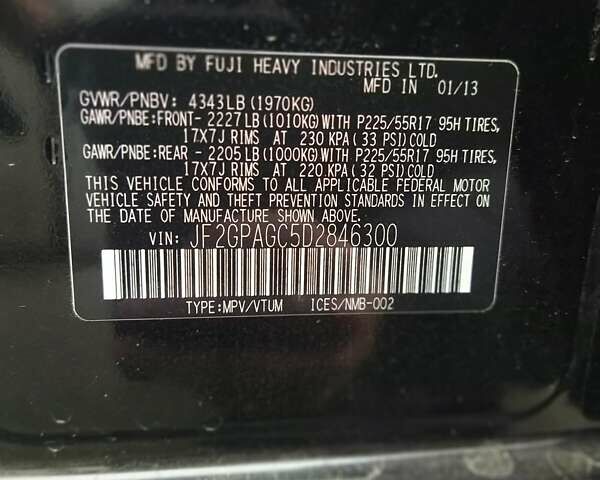 MFD BY FUJI HEAVY INDUSTRIES LTD.
MFD IN 01/13
GVWR/PNBV: 4343LB (1970KG)
GAWR/PNBE:FRONT- 2227LB (1010KG) WITH P225/55R17 95H TIRES,
17X7J RIMS AT 230 KPA ( 33 PSI) COLD
GAWR/PNBE:REAR - 2205LB (1000KG) WITH P225/55R17 95H TIRES,
17X7J RIMS AT 220 KPA ( 32 PSI) COLD
THIS VEHICLE CONFORMS TO ALL APPLICABLE FEDERAL MOTOR
VEHICLE SAFETY AND THEFT PREVENTION STANDARDS IN EFFECT ON
THE DATE OF MANUFACTURE SHOWN ABOVE.
VIN: JF2GPAGC5D2846300
TYPE:MPV/VTUM ICES/NMB-002